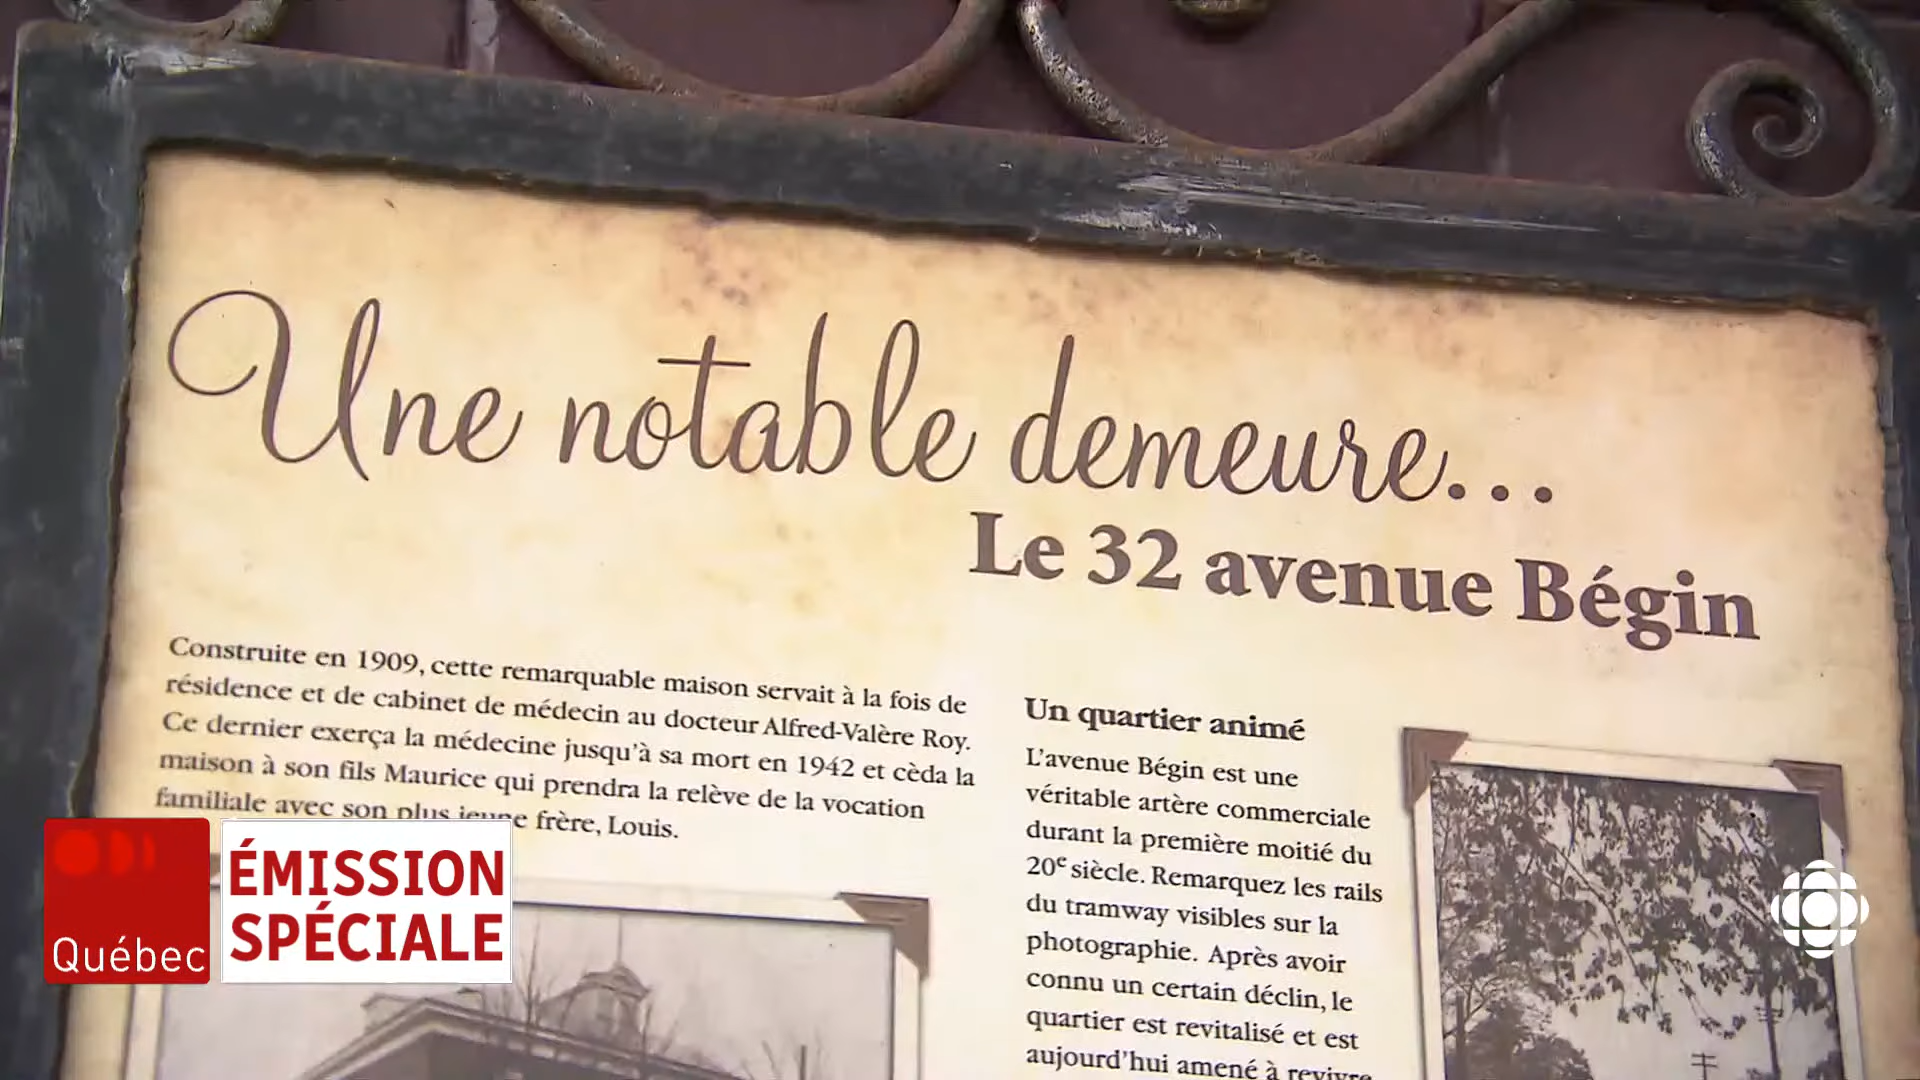 Une notable demeure...
Le 32 avenue Bégin
Construite en 1909, cette remarquable maison servait à la fois de
résidence et de cabinet de médecin au docteur Alfred-Valère Roy.
Ce dernier exerça la médecine jusqu'à sa mort en 1942 et cèda la
maison à son fils Maurice qui prendra la relève de la vocation
familiale avec son plus jeune frère, Louis.
Un quartier animé
L'avenue Bégin est une
véritable artère commerciale
durant la première moitié du
20e siècle. Remarquez les rails
du tramway visibles sur la
photographie. Après avoir
connu un certain déclin, le
quartier est revitalisé et est
aujourd'hui amené à revivre
Québec
ÉMISSION
SPÉCIALE